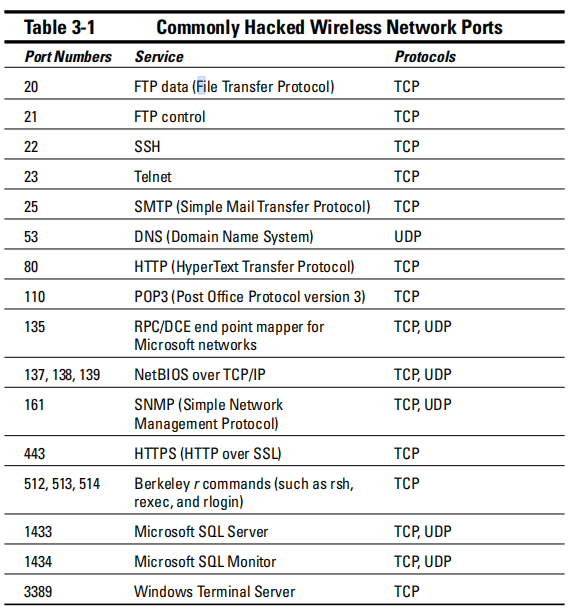 Table 3-1 Commonly Hacked Wireless Network Ports
Port Numbers Service Protocols
20 FTP data (File Transfer Protocol) TCP
21 FTP control TCP
22 SSH TCP
23 Telnet TCP
25 SMTP (Simple Mail Transfer Protocol) TCP
53 DNS (Domain Name System) UDP
80 HTTP (HyperText Transfer Protocol) TCP
110 POP3 (Post Office Protocol version 3) TCP
135 RPC/DCE end point mapper for TCP, UDP
Microsoft networks
137, 138, 139 NetBIOS over TCP/IP TCP, UDP
161 SNMP (Simple Network TCP, UDP
Management Protocol)
443 HTTPS (HTTP over SSL) TCP
512, 513, 514 Berkeley r commands (such as rsh, TCP
rexec, and rlogin)
1433 Microsoft SQL Server TCP, UDP
1434 Microsoft SQL Monitor TCP, UDP
3389 Windows Terminal Server TCP